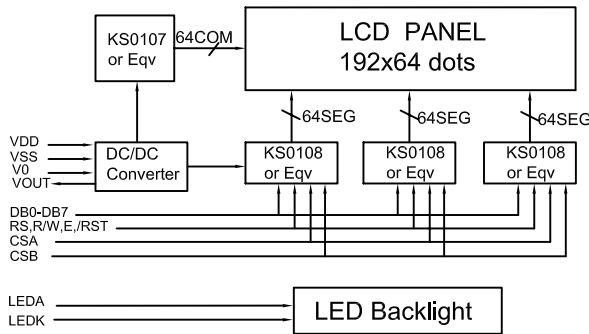 KS0107
or Eqv
64COM
LCD PANEL
192x64 dots
64SEG
64SEG
64SEG
VDD
VSS
V0
VOUT
DC/DC
Converter
KS0108
or Eqv
KS0108
or Eqv
KS0108
or Eqv
DB0-DB7
RS,R/W,E,/RST
CSA
CSB
LEDA
LEDK
LED Backlight